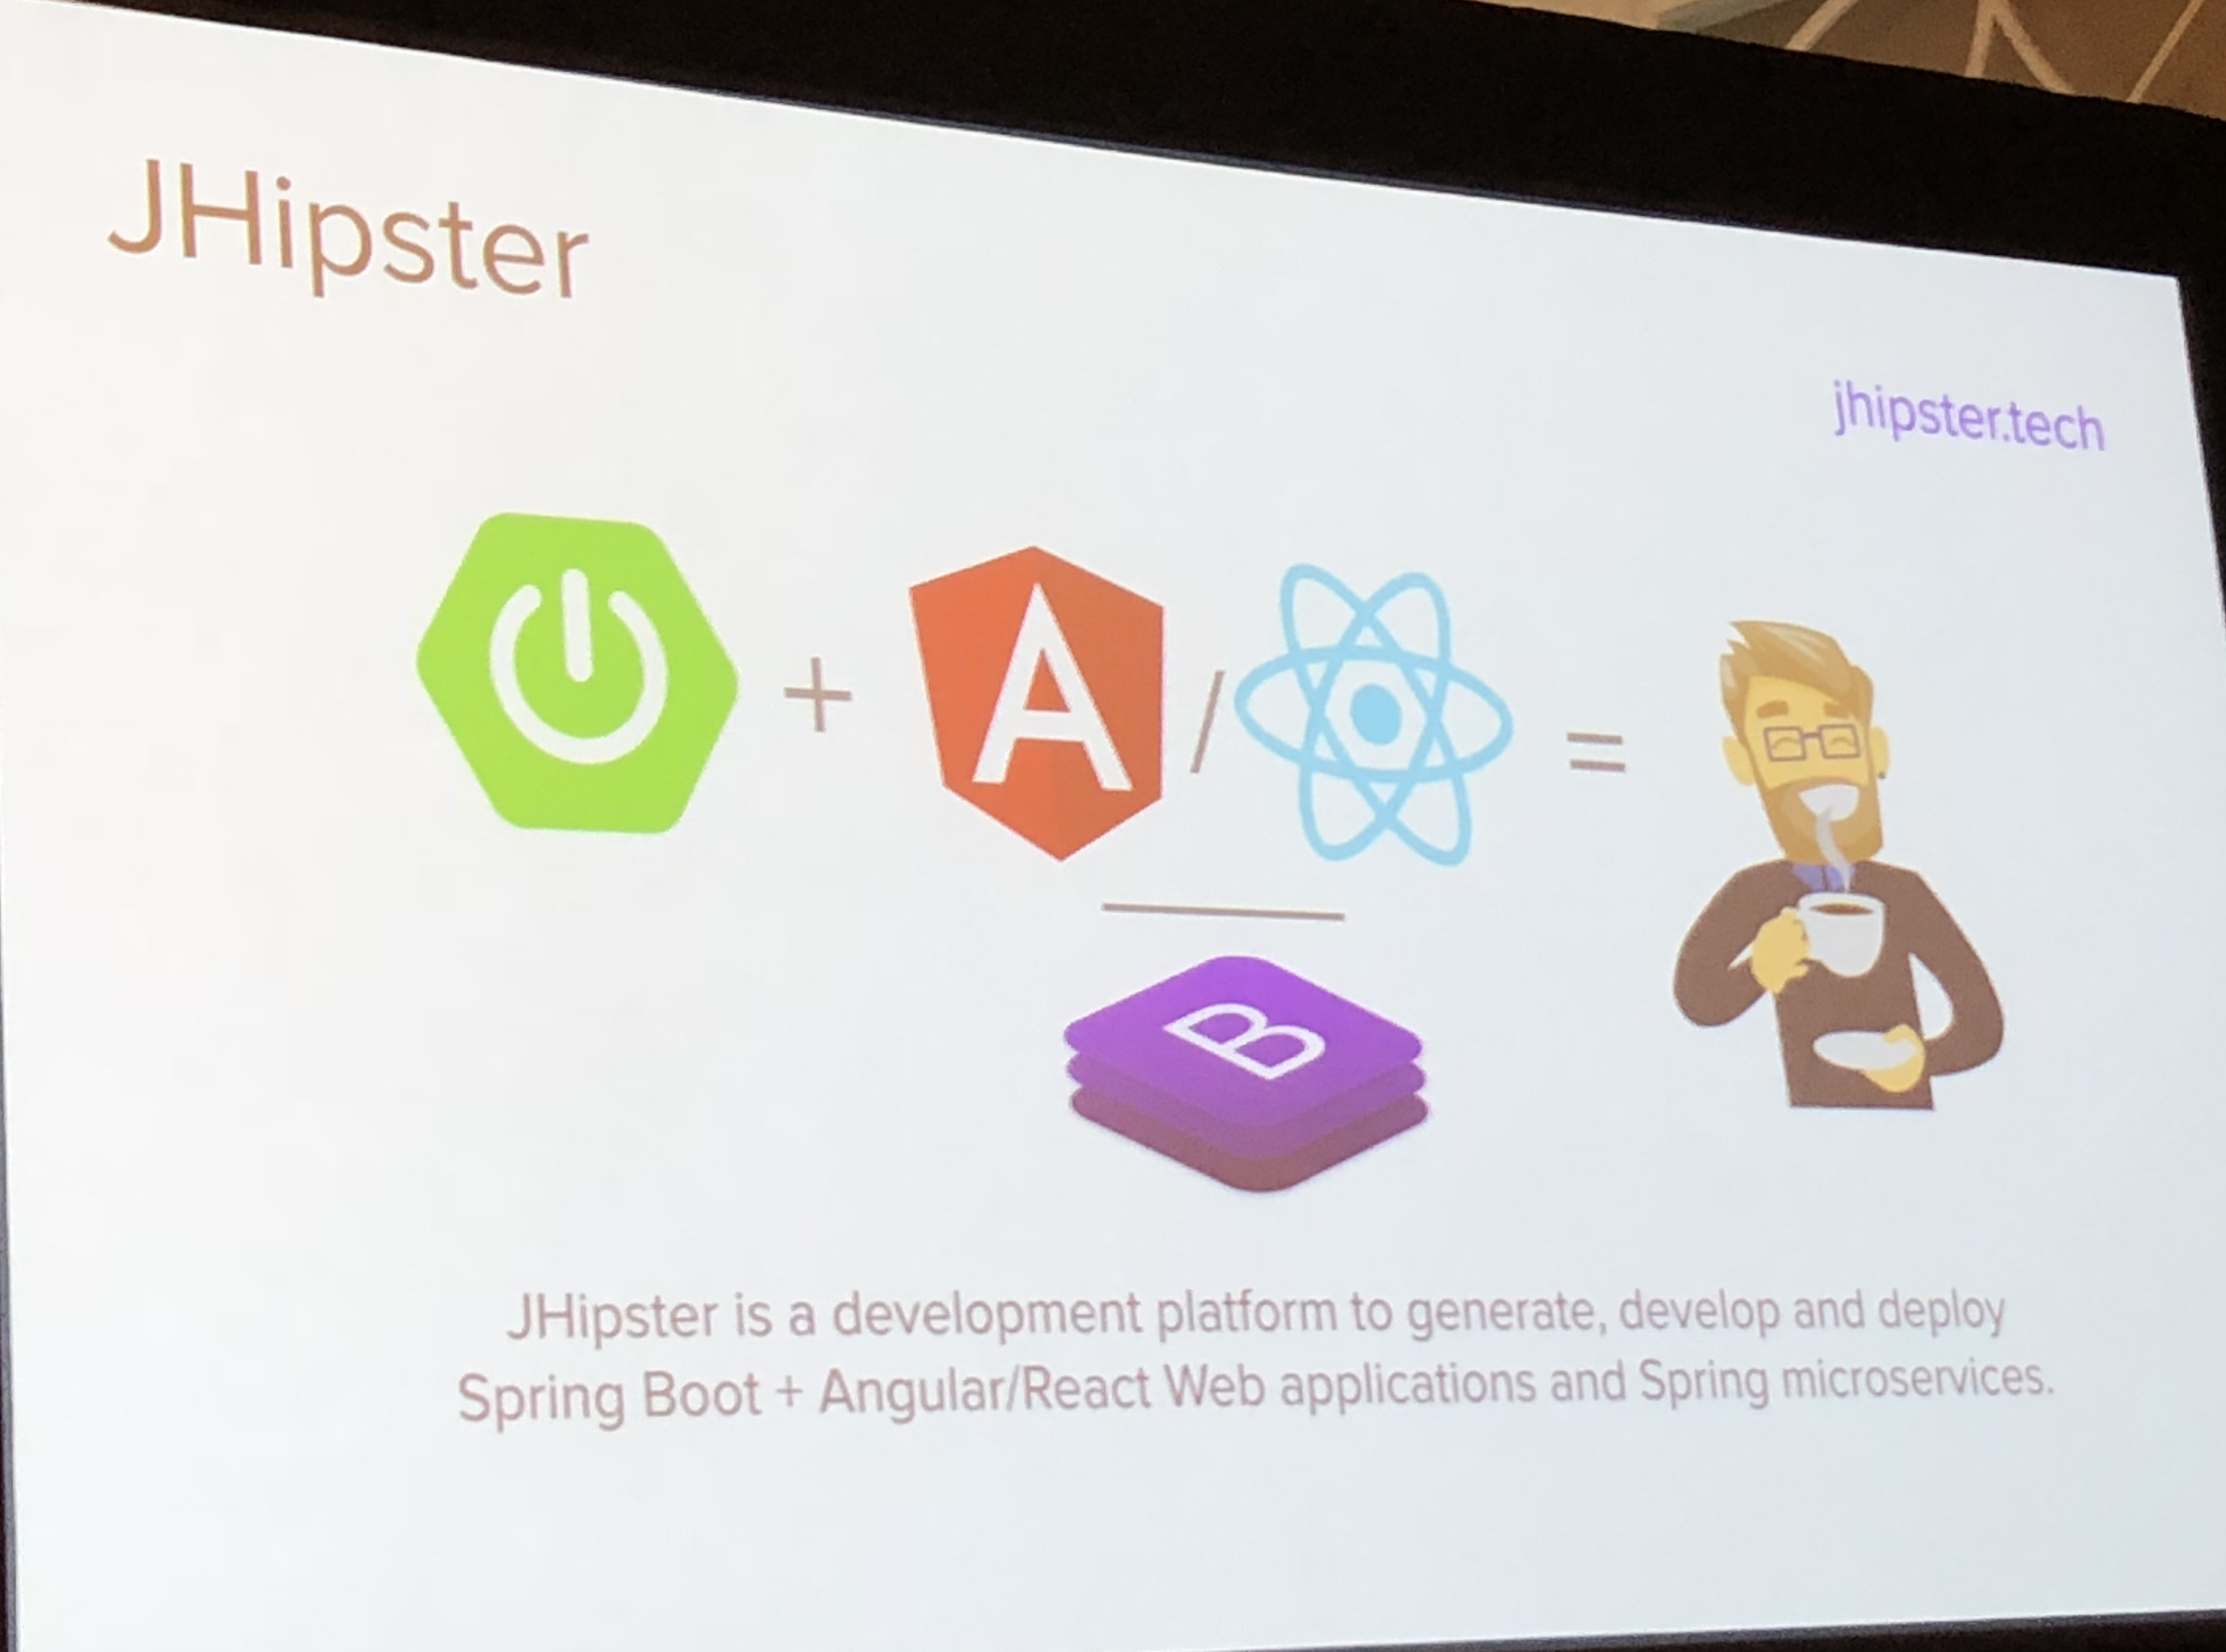 JHipster
jhipster.tech
+
A
/
=
B
JHipster is a development platform to generate, develop and deploy
Spring Boot + Angular/React Web applications and Spring microservices.